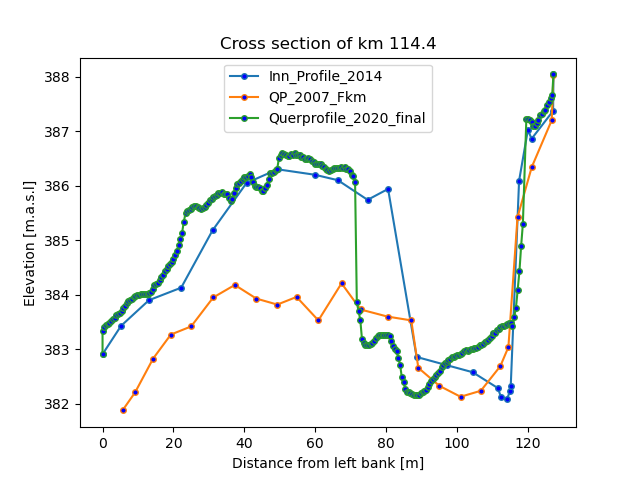 Cross section of km 114.4
Inn_Profile_2014
QP_2007_Fkm
Querprofile_2020_final
Elevation [m.a.s.l]
388
387
386
385
384
383
382
0 20 40 60 80 100 120
Distance from left bank [m]